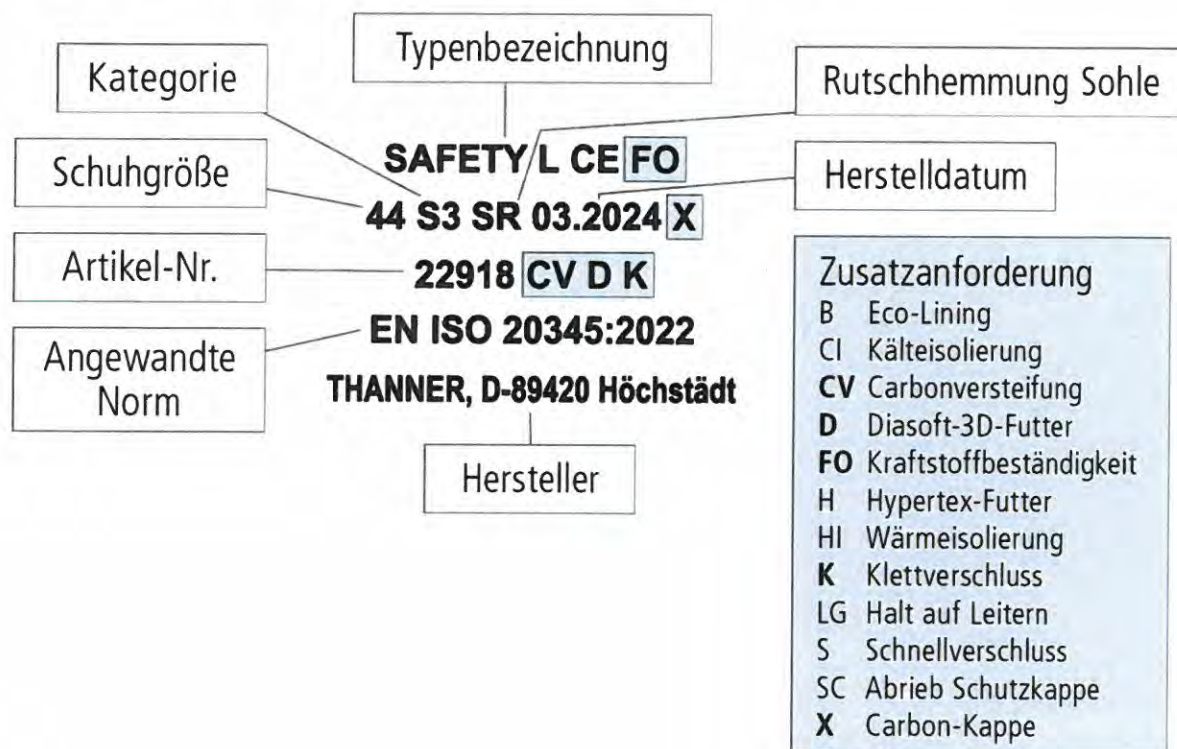 Typenbezeichnung
Kategorie
Rutschhemmung Sohle
SAFETY L CE FO
Schuhgröße
Herstelldatum
44 S3 SR 03.2024 X
Artikel-Nr.
22918 CV D K
Angewandte
Norm
EN ISO 20345:2022
THANNER, D-89420 Höchstädt
Hersteller
Zusatzanforderung
B Eco-Lining
CI Kälteisolierung
CV Carbonversteifung
D Diasoft-3D-Futter
FO Kraftstoffbeständigkeit
H Hypertex-Futter
HI Wärmeisolierung
K Klettverschluss
LG Halt auf Leitern
S Schnellverschluss
SC Abrieb Schutzkappe
X Carbon-Kappe